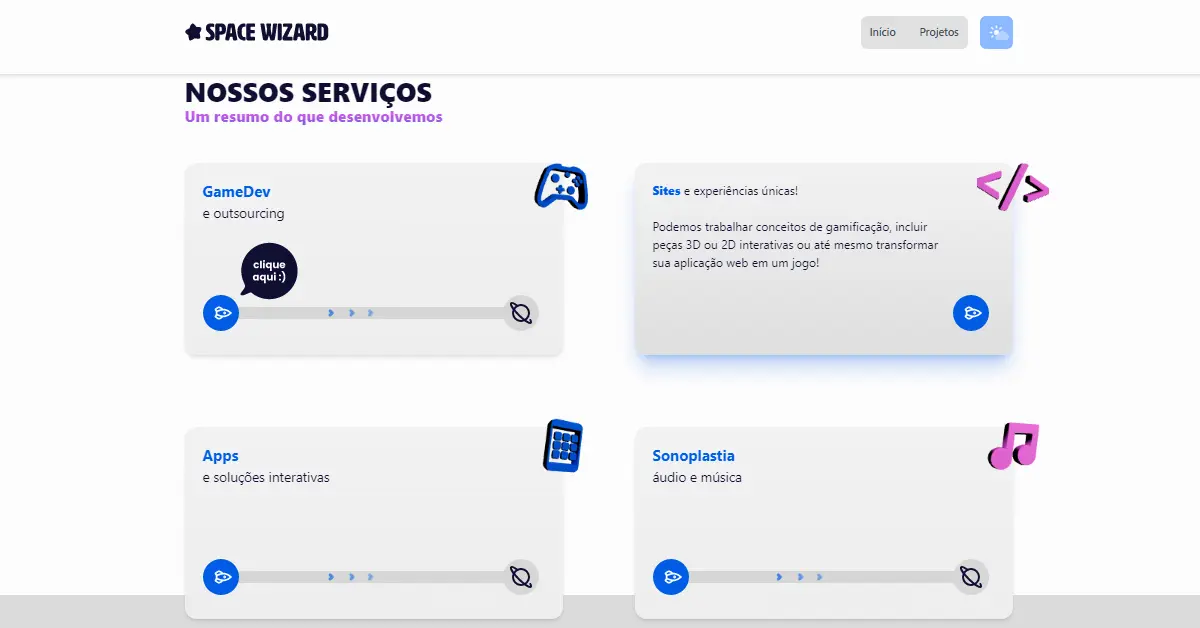 SPACE WIZARD
Início
Projetos
NOSSOS SERVIÇOS
Um resumo do que desenvolvemos
GameDev
e outsourcing
clique
aqui :)
Sites e experiências únicas!
Podemos trabalhar conceitos de gamificação, incluir
peças 3D ou 2D interativas ou até mesmo transformar
sua aplicação web em um jogo!
Apps
e soluções interativas
Sonoplastia
áudio e música